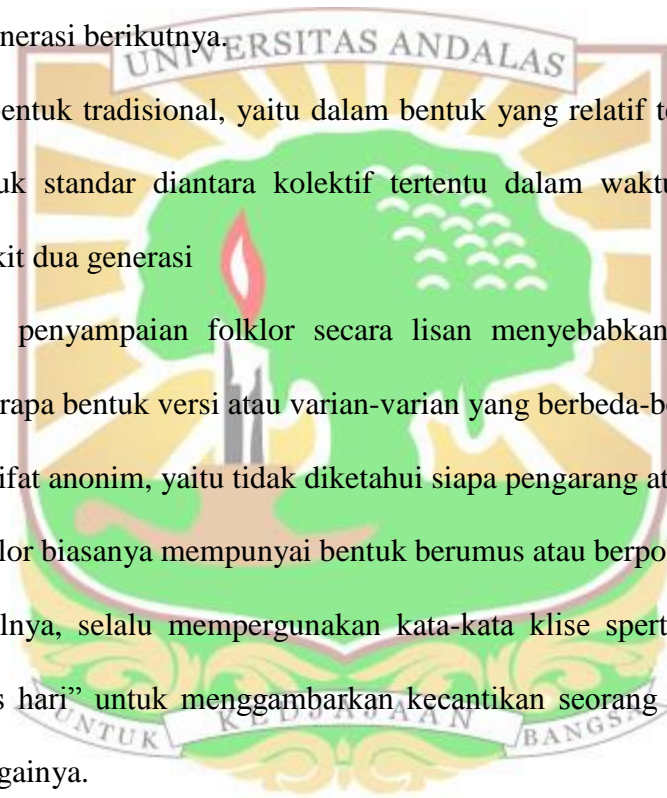 nerasi berikutnya.
UNIVERSITAS ANDALAS
entuk tradisional, yaitu dalam bentuk yang relatif t
uk standar diantara kolektif tertentu dalam waktu
kit dua generasi
penyampaian folklor secara lisan menyebabkan
rapa bentuk versi atau varian-varian yang berbeda-b
ifat anonim, yaitu tidak diketahui siapa pengarang at
lor biasanya mempunyai bentuk berumus atau berpo
lnya, selalu mempergunakan kata-kata klise spert
s hari” untuk menggambarkan kecantikan seorang
UNTUK KEDJAJAAN BANGSA
gainya.